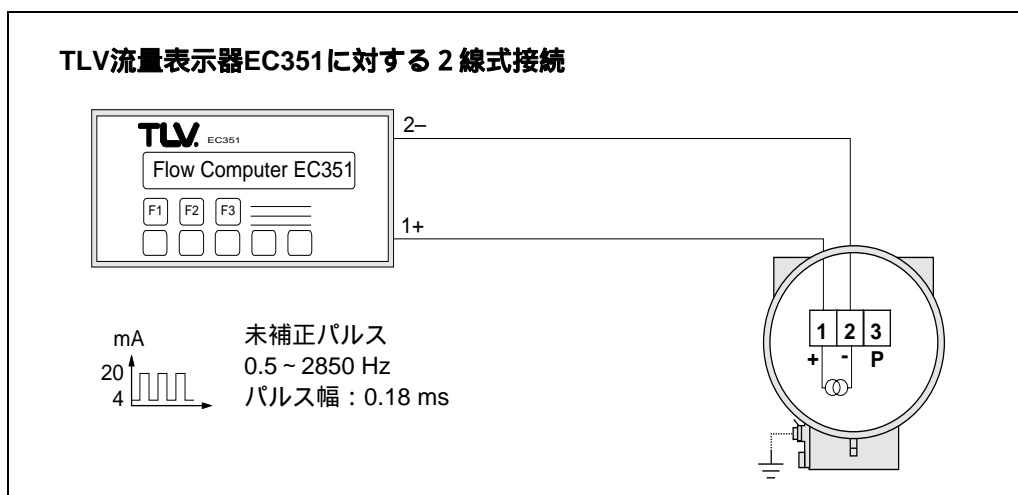 TLV流量表示器EC351に対する２線式接続
TLV. EC351
Flow Computer EC351
F1 F2 F3
2–
1+
1 2 3
+ - P
mA
20
4
未補正パルス
0.5 ~ 2850 Hz
パルス幅：0.18 ms